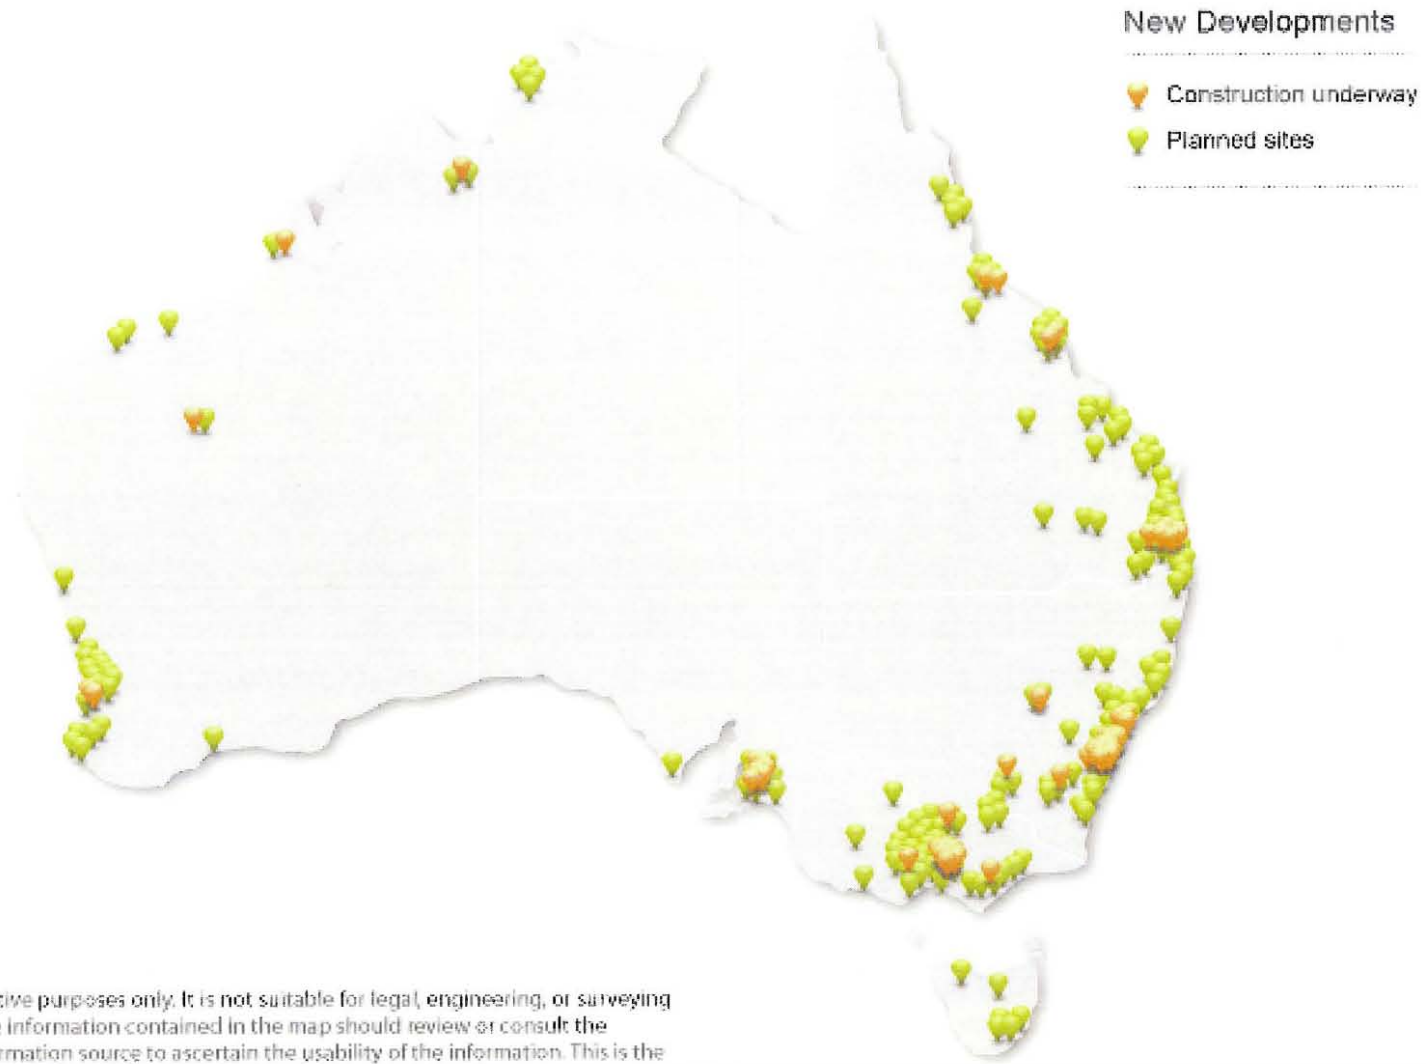 New Developments
Construction underway
Planned sites
tive purposes only. It is not suitable for legal, engineering, or surveying
information contained in the map should review or consult the
rmation source to ascertain the usability of the information. This is the